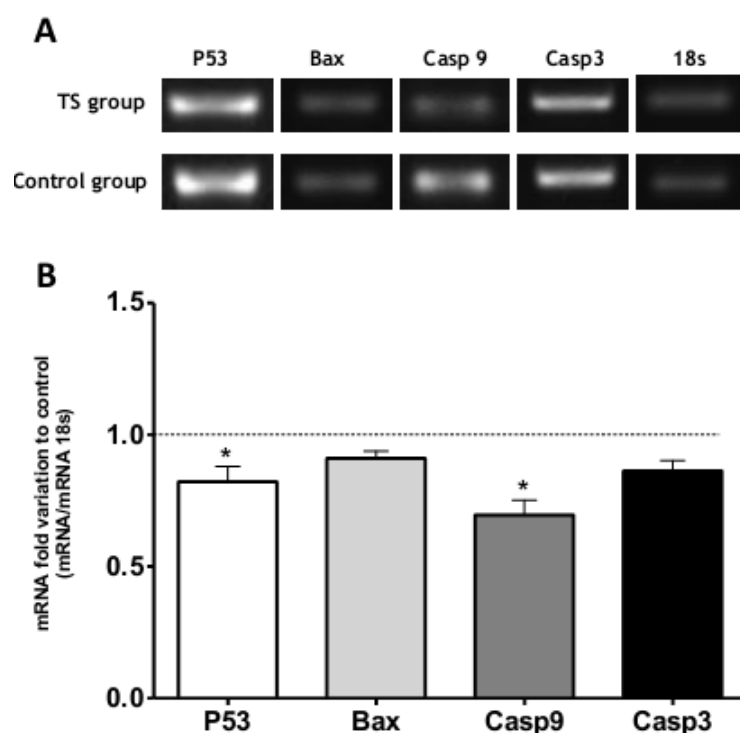 A
P53 Bax Casp 9 Casp3 18s
TS group
Control group
B
mRNA fold variation to control
(mRNA/mRNA 18s)
1.5
1.0
0.5
0.0
*
*
P53 Bax Casp9 Casp3